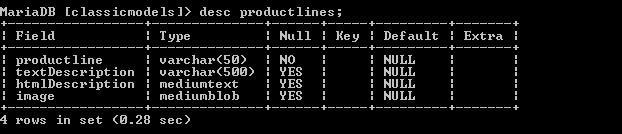 MariaDB [classicmodels]> desc productlines;
+-----------------+--------------+------+-----+---------+-------+
| Field           | Type         | Null | Key | Default | Extra |
+-----------------+--------------+------+-----+---------+-------+
| productline     | varchar(50)  | NO   |     | NULL    |       |
| textDescription | varchar(500) | YES  |     | NULL    |       |
| htmlDescription | mediumtext   | YES  |     | NULL    |       |
| image           | mediumblob   | YES  |     | NULL    |       |
+-----------------+--------------+------+-----+---------+-------+
4 rows in set (0.28 sec)